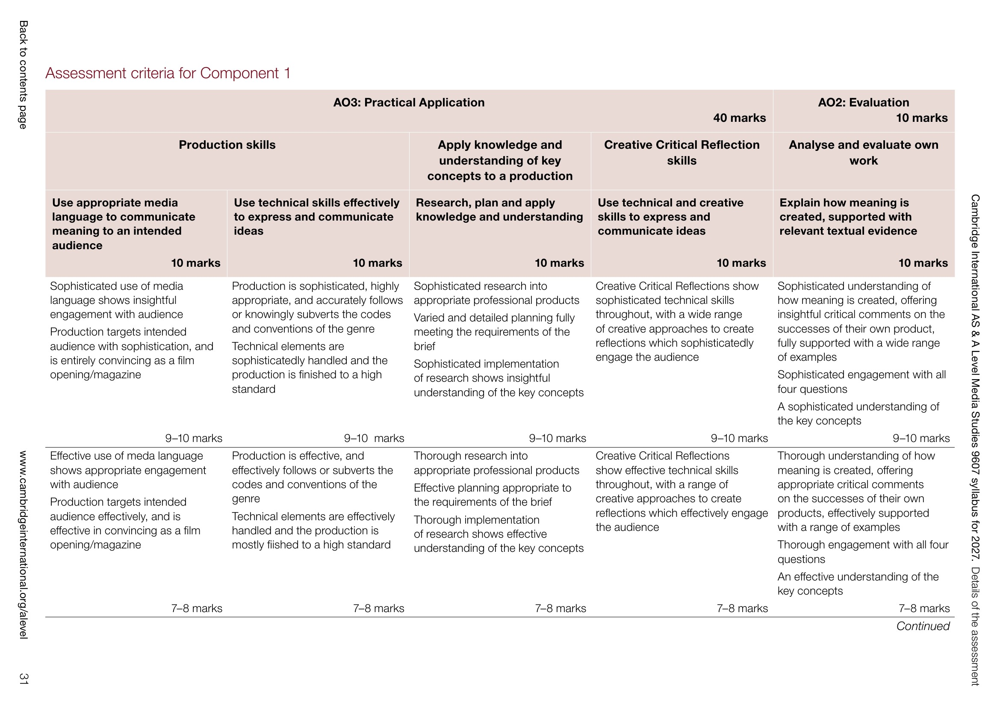 Back to contents page
Assessment criteria for Component 1
AO3: Practical Application
40 marks
AO2: Evaluation
10 marks
Production skills
Apply knowledge and
understanding of key
concepts to a production
Creative Critical Reflection
skills
Analyse and evaluate own
work
Use appropriate media
language to communicate
meaning to an intended
audience
10 marks
Use technical skills effectively
to express and communicate
ideas
10 marks
Research, plan and apply
knowledge and understanding
10 marks
Use technical and creative
skills to express and
communicate ideas
10 marks
Explain how meaning is
created, supported with
relevant textual evidence
10 marks
Sophisticated use of media
language shows insightful
engagement with audience
Production targets intended
audience with sophistication, and
is entirely convincing as a film
opening/magazine
9–10 marks
Production is sophisticated, highly
appropriate, and accurately follows
or knowingly subverts the codes
and conventions of the genre
Technical elements are
sophisticatedly handled and the
production is finished to a high
standard
9–10 marks
Sophisticated research into
appropriate professional products
Varied and detailed planning fully
meeting the requirements of the
brief
Sophisticated implementation
of research shows insightful
understanding of the key concepts
9–10 marks
Creative Critical Reflections show
sophisticated technical skills
throughout, with a wide range
of creative approaches to create
reflections which sophisticatedly
engage the audience
9–10 marks
Sophisticated understanding of
how meaning is created, offering
insightful critical comments on the
successes of their own product,
fully supported with a wide range
of examples
Sophisticated engagement with all
four questions
A sophisticated understanding of
the key concepts
9–10 marks
Effective use of meda language
shows appropriate engagement
with audience
Production targets intended
audience effectively, and is
effective in convincing as a film
opening/magazine
7–8 marks
Production is effective, and
effectively follows or subverts the
codes and conventions of the
genre
Technical elements are effectively
handled and the production is
mostly fiished to a high standard
7–8 marks
Thorough research into
appropriate professional products
Effective planning appropriate to
the requirements of the brief
Thorough implementation
of research shows effective
understanding of the key concepts
7–8 marks
Creative Critical Reflections
show effective technical skills
throughout, with a range of
creative approaches to create
reflections which effectively engage
the audience
7–8 marks
Thorough understanding of how
meaning is created, offering
appropriate critical comments
on the successes of their own
products, effectively supported
with a range of examples
Thorough engagement with all four
questions
An effective understanding of the
key concepts
7–8 marks
Continued
Cambridge International AS & A Level Media Studies 9607 syllabus for 2027. Details of the assessment
www.cambridgeinternational.org/alevel
31